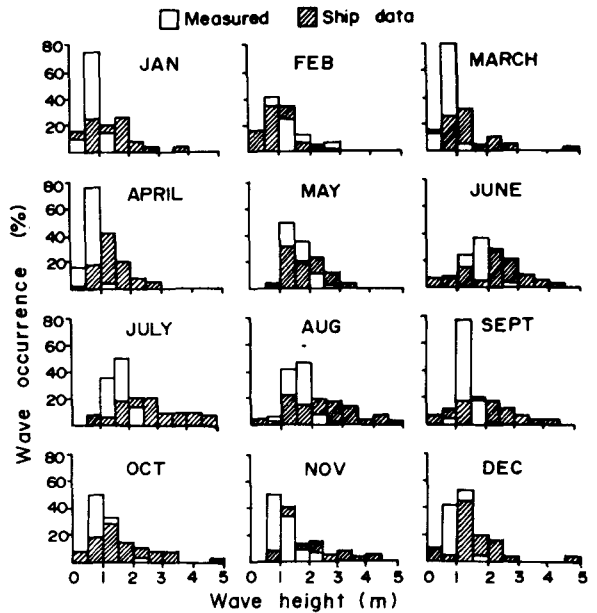 Measured Ship data
JAN FEB MARCH
80
60
40
20
APRIL MAY JUNE
80
60
40
20
JULY AUG SEPT
80
60
40
20
OCT NOV DEC
80
60
40
20
0 1 2 3 4 5 0 1 2 3 4 5 0 1 2 3 4 5
Wave occurrence (%)
Wave height (m)